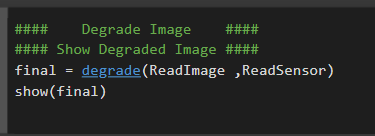 ####    Degrade Image    ####
#### Show Degraded Image ####
final = degrade(ReadImage ,ReadSensor)
show(final)